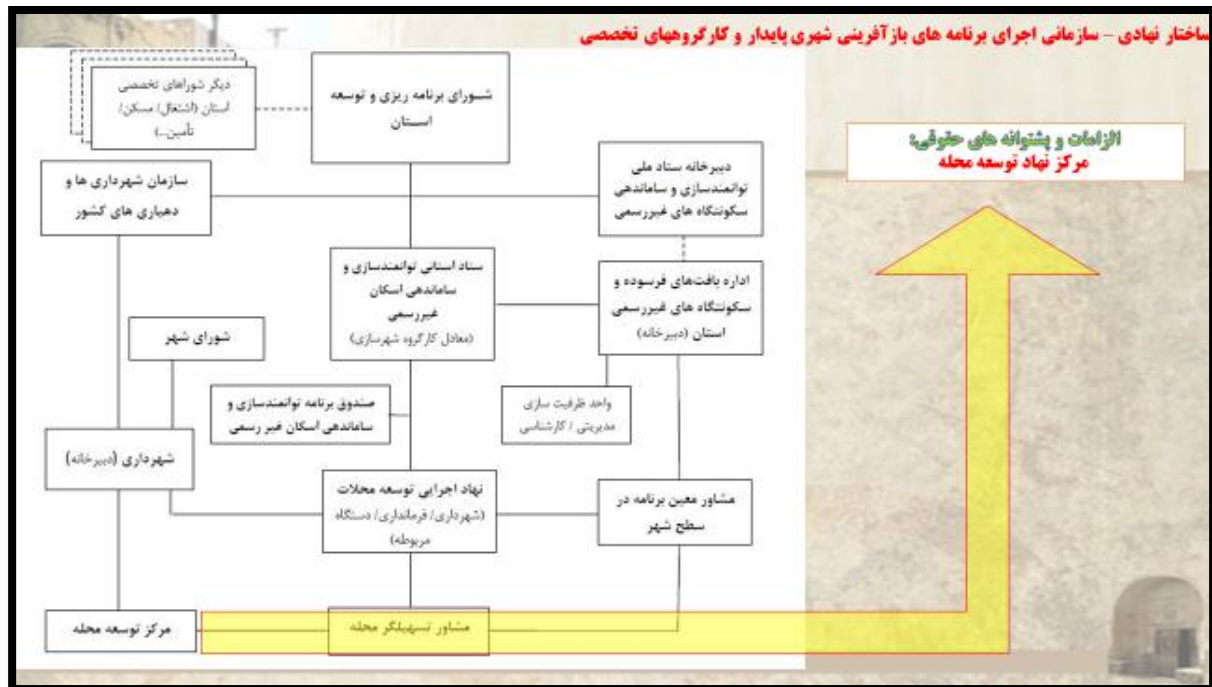 ساختار نهادی – سازمانی اجرای برنامه های بازآفرینی شهری پایدار و کارگروههای تخصصی
الزامات و پشتوانه های حقوقی:
مرکز نهاد توسعه محله
شورای برنامه ریزی و توسعه
استان
دیگر شوراهای تخصصی
استان (اشتغال/ مسکن/
تأمین...)
دبیرخانه ستاد ملی
توانمندسازی و ساماندهی
سکونتگاه های غیررسمی
سازمان شهرداری ها و
دهیاری های کشور
اداره بافت‌های فرسوده و
سکونتگاه های غیررسمی
استان (دبیرخانه)
ستاد استانی توانمندسازی و
ساماندهی اسکان
غیررسمی
(معادل کارگروه شهرسازی)
شورای شهر
واحد ظرفیت سازی
مدیریتی / کارشناسی
صندوق برنامه توانمندسازی و
ساماندهی اسکان غیر رسمی
شهرداری (دبیرخانه)
مشاور معین برنامه در
سطح شهر
نهاد اجرایی توسعه محلات
(شهرداری/ فرمانداری/ دستگاه
مربوطه)
مشاور تسهیلگر محله
مرکز توسعه محله